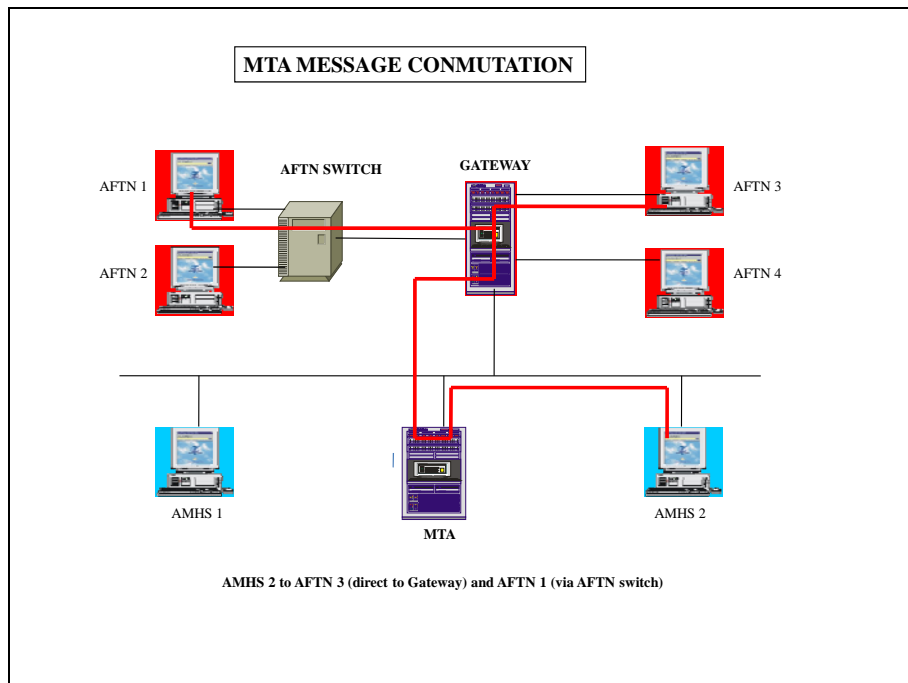 MTA MESSAGE CONMUTATION
AFTN 1
AFTN SWITCH
GATEWAY
AFTN 3
AFTN 2
AFTN 4
AMHS 1
MTA
AMHS 2
AMHS 2 to AFTN 3 (direct to Gateway) and AFTN 1 (via AFTN switch)